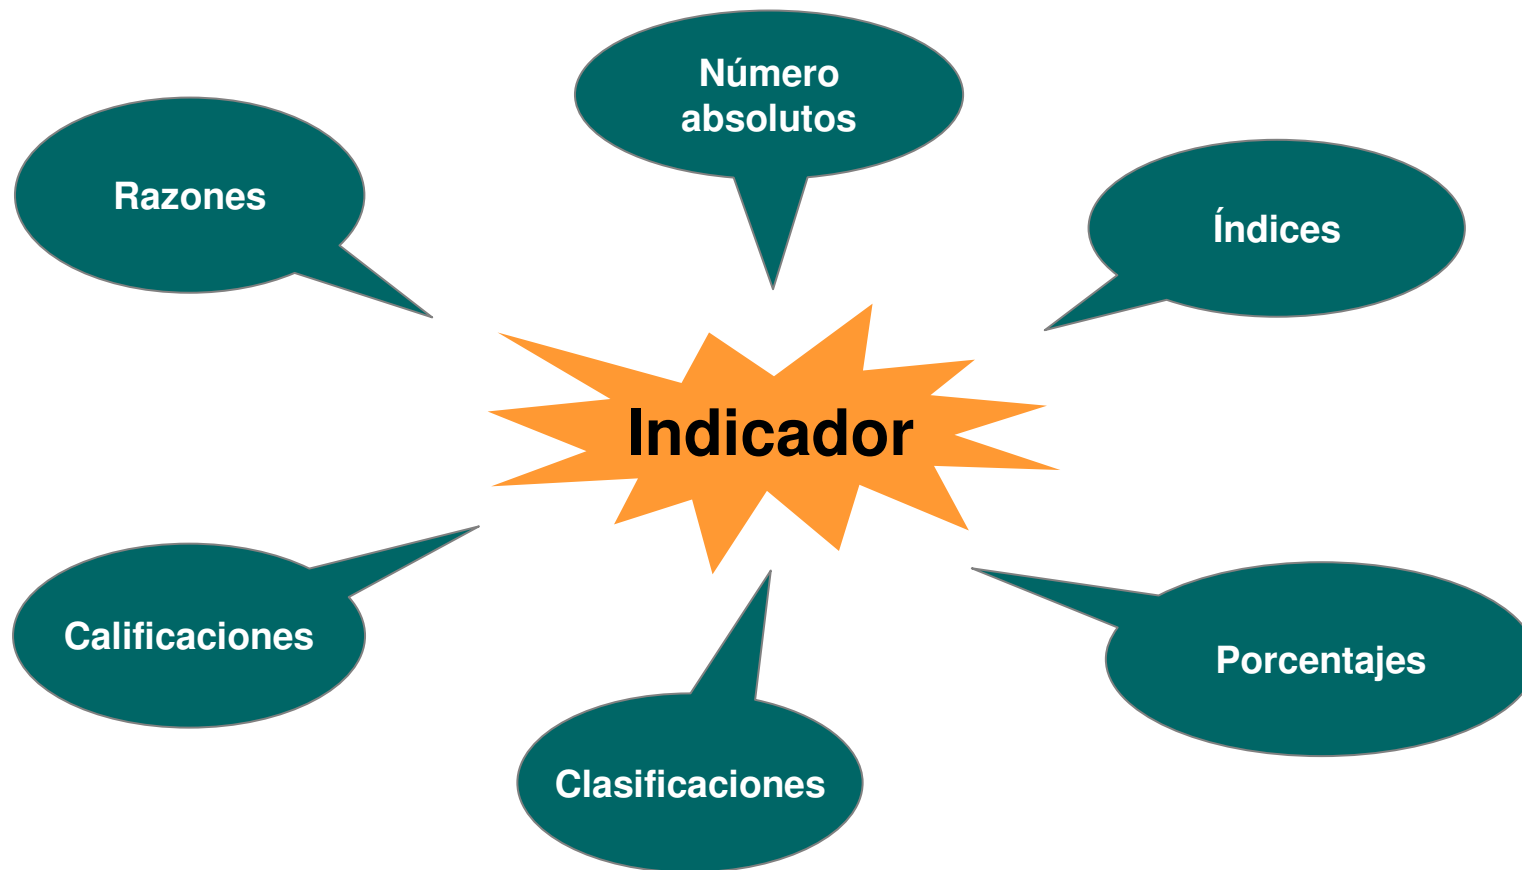 Número
absolutos
Razones
Índices
Indicador
Calificaciones
Porcentajes
Clasificaciones